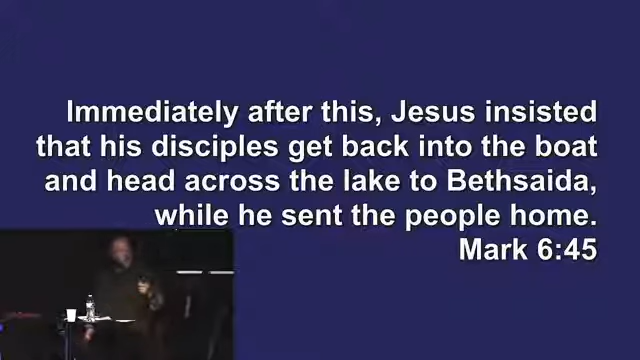 Immediately after this, Jesus insisted
that his disciples get back into the boat
and head across the lake to Bethsaida,
while he sent the people home.
Mark 6:45